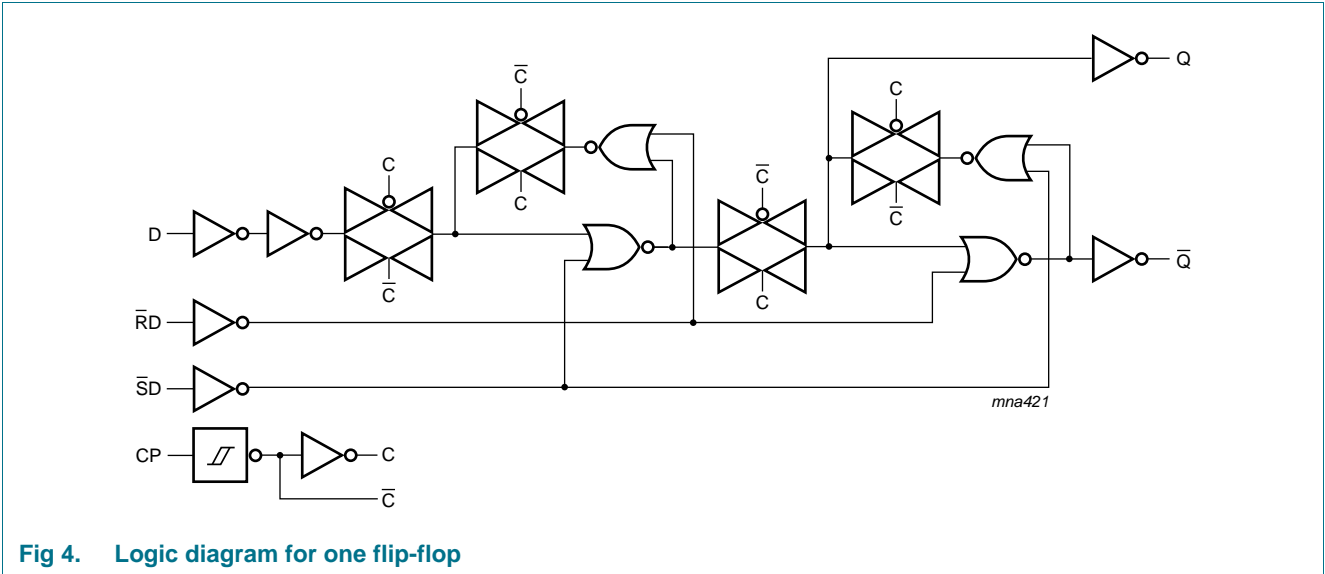 C̅
C
Q
C
C̅
C
C̅
D
C
C̅
C̅
C
Q̅
R̅D
S̅D
mna421
CP
C
C̅
Fig 4. Logic diagram for one flip-flop